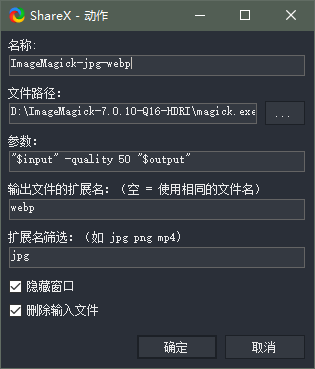 ShareX - 动作
名称:
ImageMagick-jpg-webp
文件路径:
D:\ImageMagick-7.0.10-Q16-HDRI\magick.exe
...
参数:
"$input" -quality 50 "$output"
输出文件的扩展名: (空 = 使用相同的文件名)
webp
扩展名筛选: (如 jpg png mp4)
jpg
隐藏窗口
删除输入文件
确定
取消